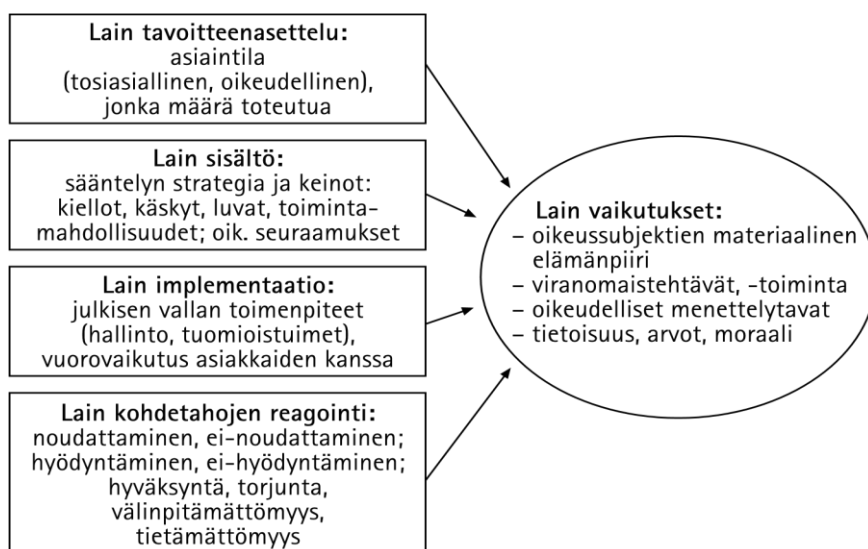 Lain tavoitteenasettelu:
asiaintila
(tosiasiallinen, oikeudellinen),
jonka määrä toteutua
Lain sisältö:
sääntelyn strategia ja keinot:
kiellot, käskyt, luvat, toiminta-
mahdollisuudet; oik. seuraamukset
Lain implementaatio:
julkisen vallan toimenpiteet
(hallinto, tuomioistuimet),
vuorovaikutus asiakkaiden kanssa
Lain kohdetahojen reagointi:
noudattaminen, ei-noudattaminen;
hyödyntäminen, ei-hyödyntäminen;
hyväksyntä, torjunta,
välinpitämättömyys,
tietämättömyys
Lain vaikutukset:
– oikeussubjektien materiaalinen
elämänpiiri
– viranomaistehtävät, -toiminta
– oikeudelliset menettelytavat
– tietoisuus, arvot, moraali